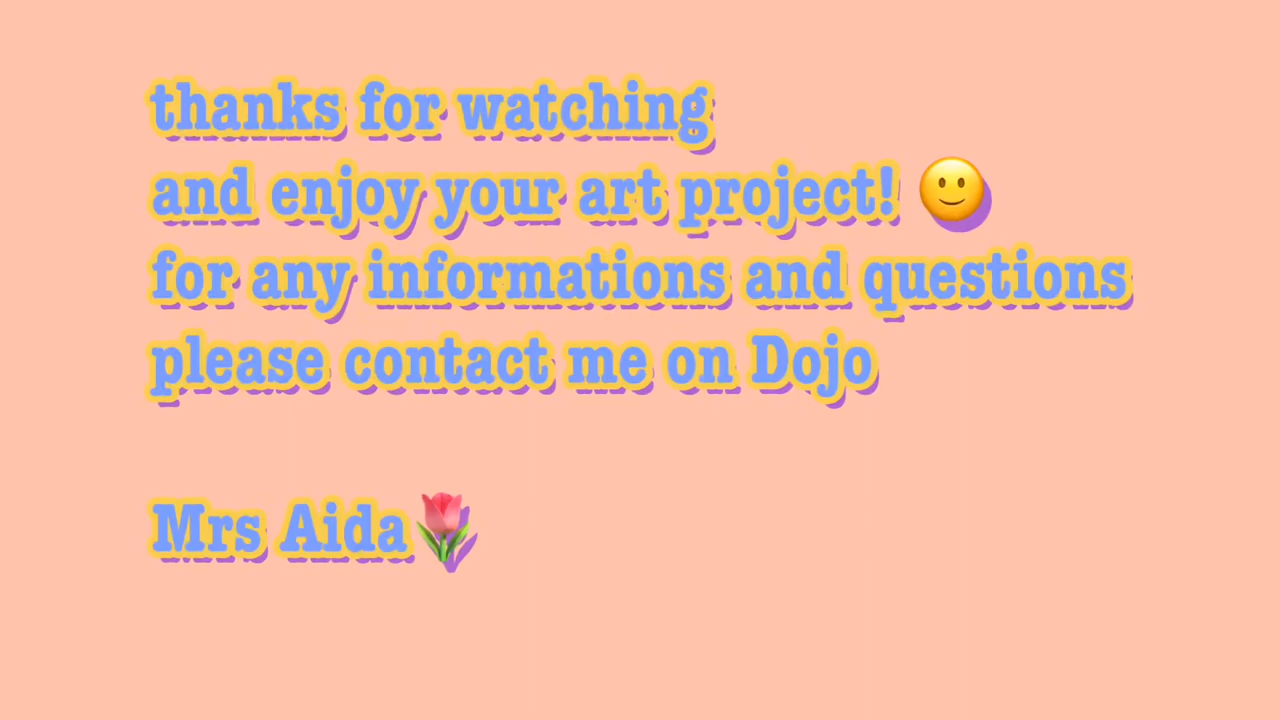 thanks for watching
and enjoy your art project! 🙂
for any informations and questions
please contact me on Dojo
Mrs Aida🌷